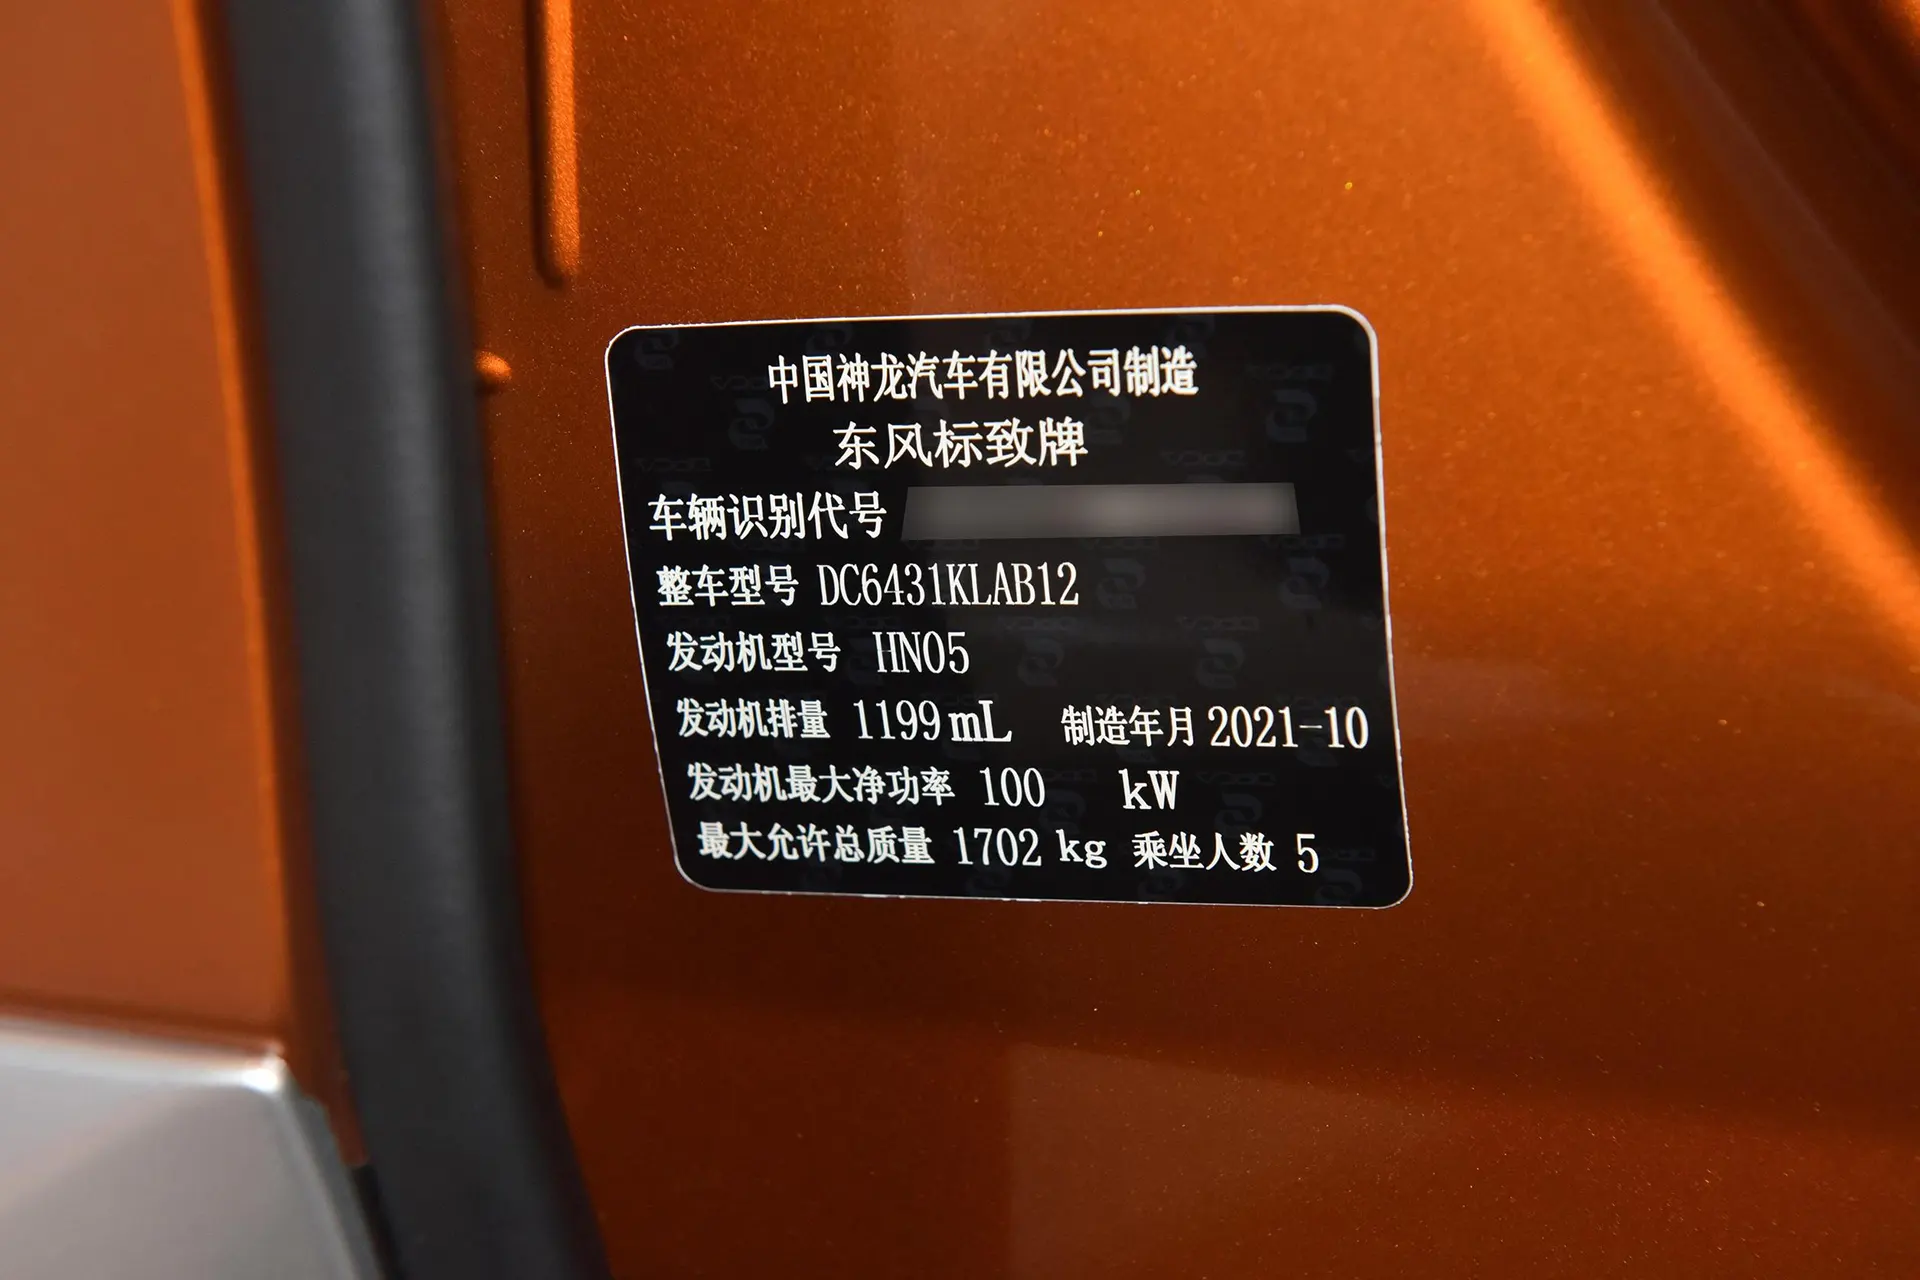 中国神龙汽车有限公司制造
东风标致牌
车辆识别代号
整车型号 DC6431KLAB12
发动机型号 HN05
发动机排量 1199 mL 制造年月 2021-10
发动机最大净功率 100 kW
最大允许总质量 1702 kg 乘坐人数 5